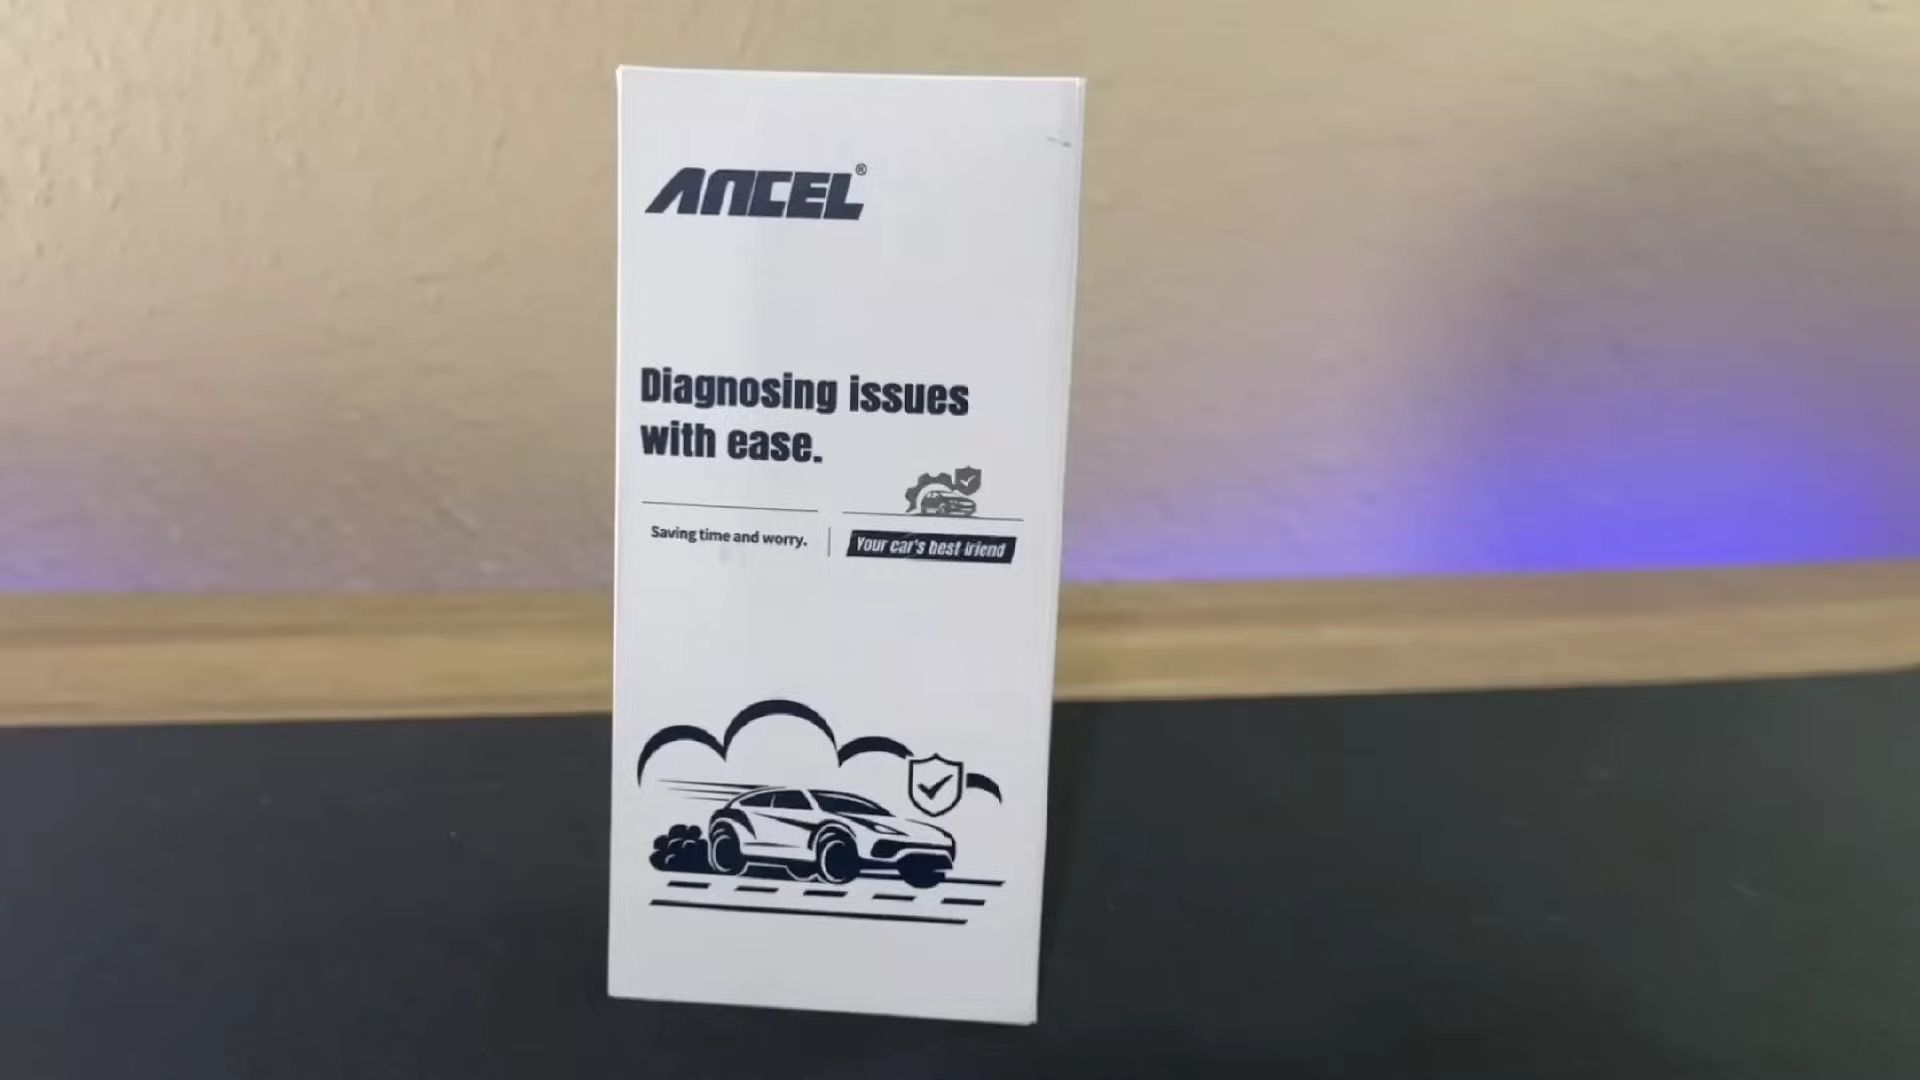 ANCEL®
Diagnosing issues
with ease.
Saving time and worry.
Your car's best friend